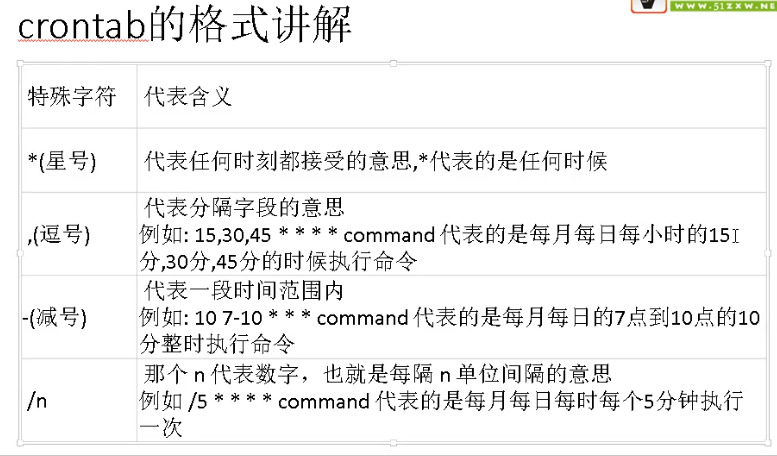 www.51zxw.ne
crontab的格式讲解
特殊字符 代表含义
*(星号) 代表任何时刻都接受的意思,*代表的是任何时候
代表分隔字段的意思
,(逗号) 例如: 15,30,45 * * * * command 代表的是每月每日每小时的15
分,30分,45分的时候执行命令
代表一段时间范围内
-(减号) 例如: 10 7-10 * * * command 代表的是每月每日的7点到10点的10
分整时执行命令
那个 n 代表数字，也就是每隔 n 单位间隔的意思
/n 例如 /5 * * * * command 代表的是每月每日每时每个5分钟执行
一次